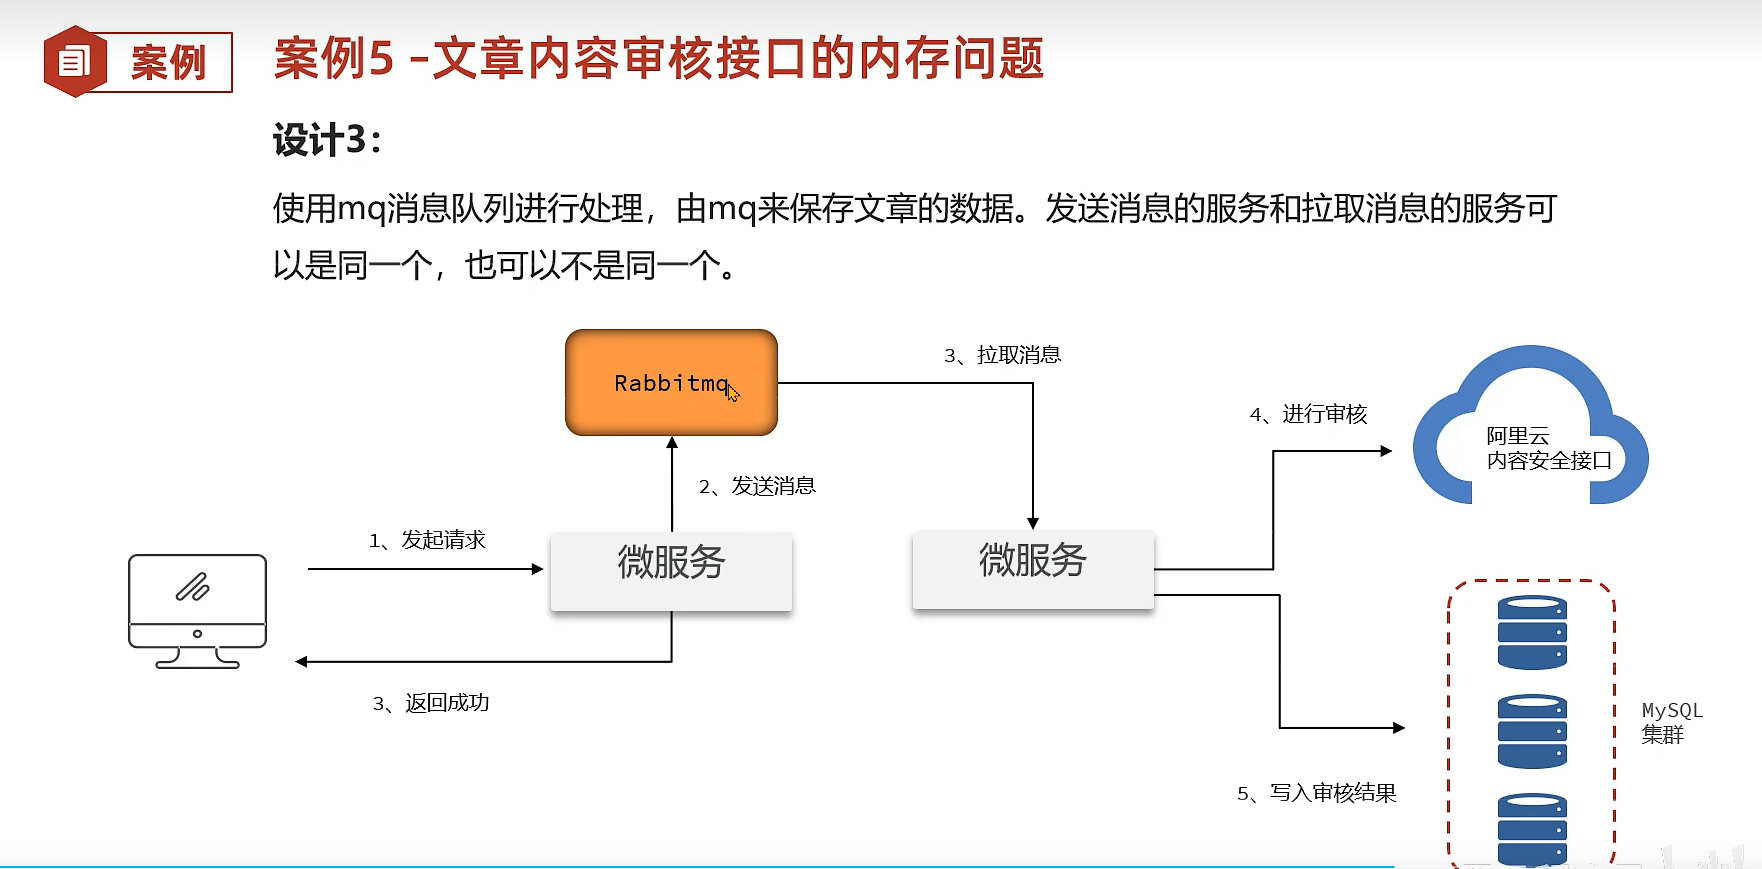 案例
案例5 -文章内容审核接口的内存问题
设计3：
使用mq消息队列进行处理，由mq来保存文章的数据。发送消息的服务和拉取消息的服务可
以是同一个，也可以不是同一个。
Rabbitmq
3、拉取消息
4、进行审核
阿里云
内容安全接口
2、发送消息
1、发起请求
微服务
微服务
3、返回成功
MySQL
集群
5、写入审核结果